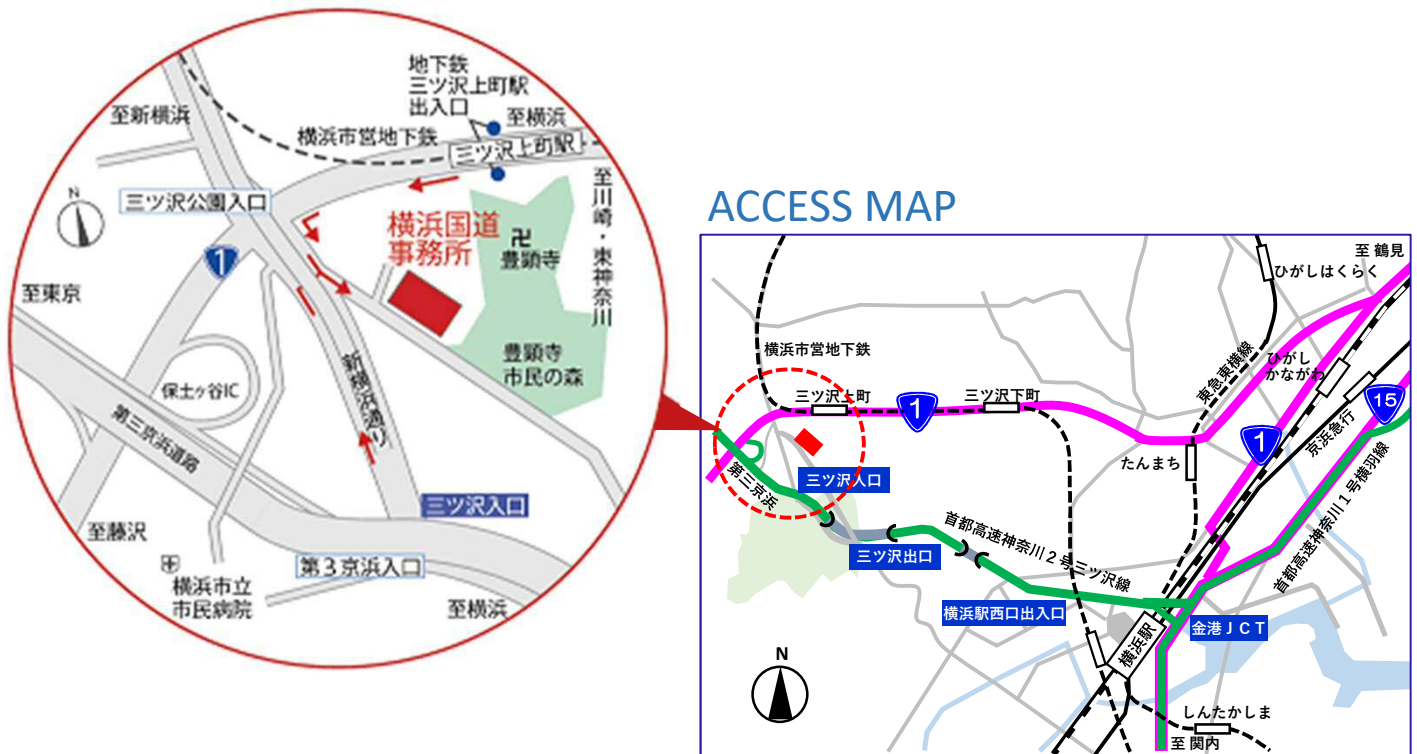 地下鉄
三ツ沢上町駅
出入口
至新横浜
横浜市営地下鉄
至横浜
三ツ沢上町駅
至川崎・東神奈川
N
三ツ沢公園入口
横浜国道
事務所
卍
豊顕寺
1
至東京
豊顕寺
市民の森
保土ヶ谷IC
新横浜通り
第三京浜道路
三ツ沢入口
至藤沢
第3京浜入口
横浜市立
市民病院
至横浜
ACCESS MAP
至 鶴見
ひがしはくらく
横浜市営地下鉄
東急東横線
ひがし
かながわ
三ツ沢上町
1
三ツ沢下町
15
1
京浜急行
たんまち
第三京浜
三ツ沢入口
首都高速神奈川1号横羽線
首都高速神奈川2号三ツ沢線
三ツ沢出口
横浜駅西口出入口
金港JCT
横浜駅
N
しんたかしま
至 関内